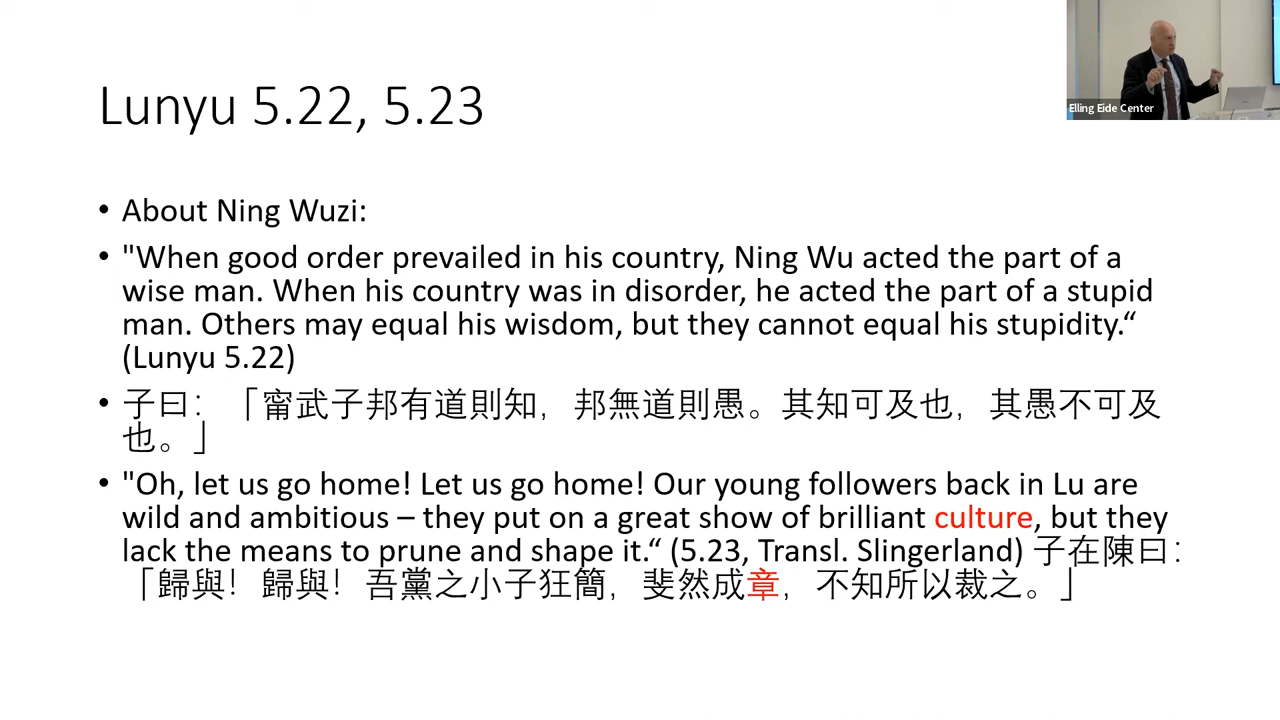 Elling Eide Center
Lunyu 5.22, 5.23
• About Ning Wuzi:
• "When good order prevailed in his country, Ning Wu acted the part of a
wise man. When his country was in disorder, he acted the part of a stupid
man. Others may equal his wisdom, but they cannot equal his stupidity.“
(Lunyu 5.22)
• 子曰：「甯武子邦有道則知，邦無道則愚。其知可及也，其愚不可及
也。」
• "Oh, let us go home! Let us go home! Our young followers back in Lu are
wild and ambitious – they put on a great show of brilliant culture, but they
lack the means to prune and shape it.“ (5.23, Transl. Slingerland) 子在陳曰：
「歸與！歸與！吾黨之小子狂簡，斐然成章，不知所以裁之。」